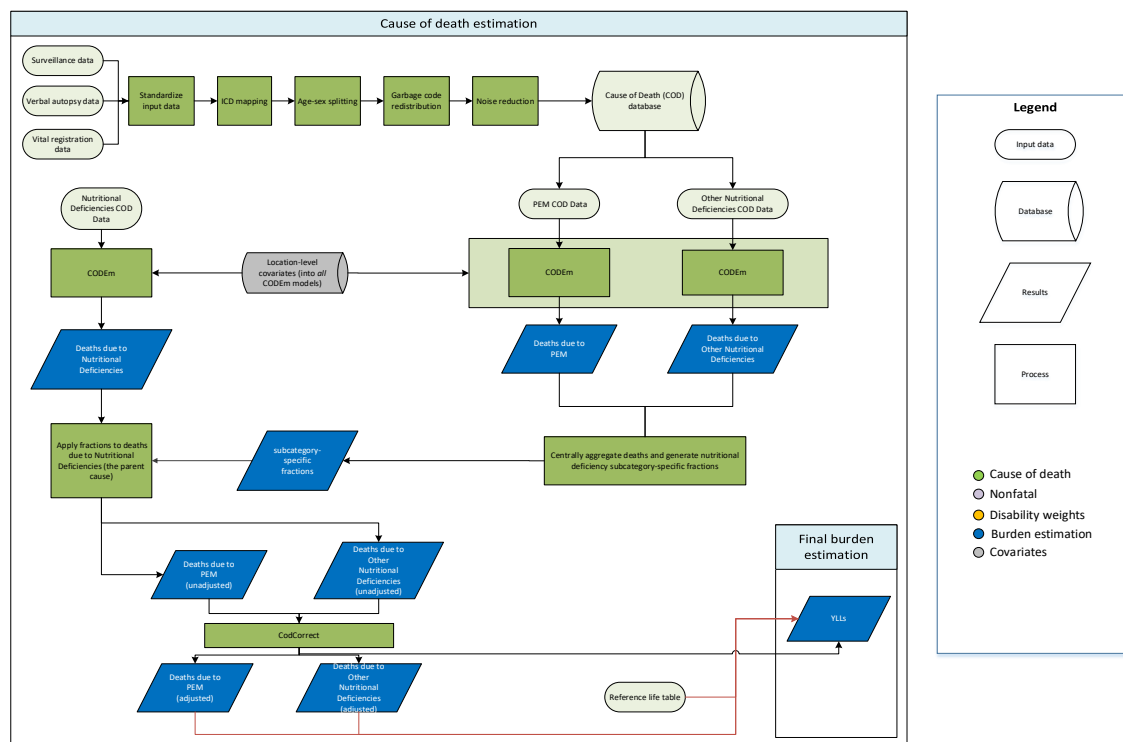 Cause of death estimation
Surveillance data
Verbal autopsy data
Vital registration
data
Standardize
input data
ICD mapping
Age-sex splitting
Garbage code
redistribution
Noise reduction
Cause of Death (COD)
database
Nutritional
Deficiencies COD
Data
PEM COD Data
Other Nutritional
Deficiencies COD Data
CODEm
Location-level
covariates (into all
CODEm models)
CODEm
CODEm
Deaths due to
Nutritional
Deficiencies
Deaths due to
PEM
Deaths due to
Other Nutritional
Deficiencies
Apply fractions to deaths
due to Nutritional
Deficiencies (the parent
cause)
subcategory-
specific
fractions
Centrally aggregate deaths and generate nutritional
deficiency subcategory-specific fractions
Deaths due to
PEM
(unadjusted)
Deaths due to
Other
Nutritional
Deficiencies
(unadjusted)
CodCorrect
Deaths due to
PEM
(adjusted)
Deaths due to
Other
Nutritional
Deficiencies
(adjusted)
Reference life table
Final burden
estimation
YLLs
Legend
Input data
Database
Results
Process
Cause of death
Nonfatal
Disability weights
Burden estimation
Covariates